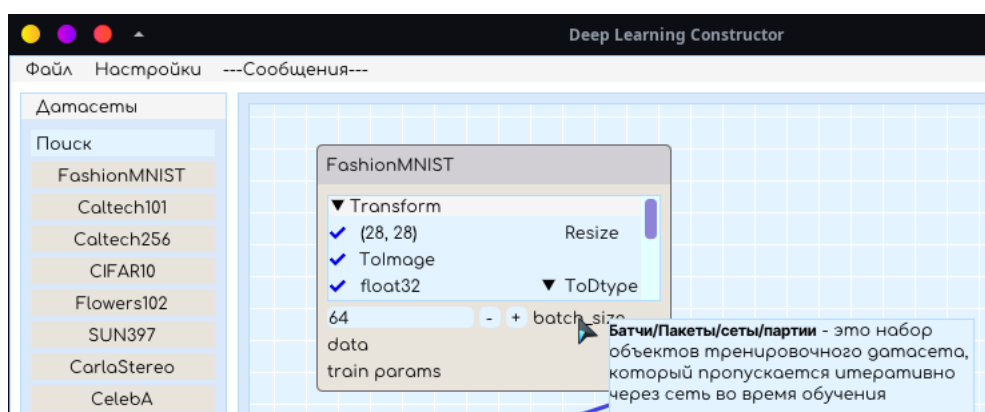 Deep Learning Constructor
Файл Настройки ---Сообщения---
Датасеты
Поиск
FashionMNIST
Caltech101
Caltech256
CIFAR10
Flowers102
SUN397
CarlaStereo
CelebA
FashionMNIST
▼ Transform
(28, 28) Resize
ToImage
float32 ▼ ToDtype
64 - + batch_size
data
train params
Батчи/Пакеты/сеты/партии - это набор
объектов тренировочного датасета,
который пропускается итеративно
через сеть во время обучения